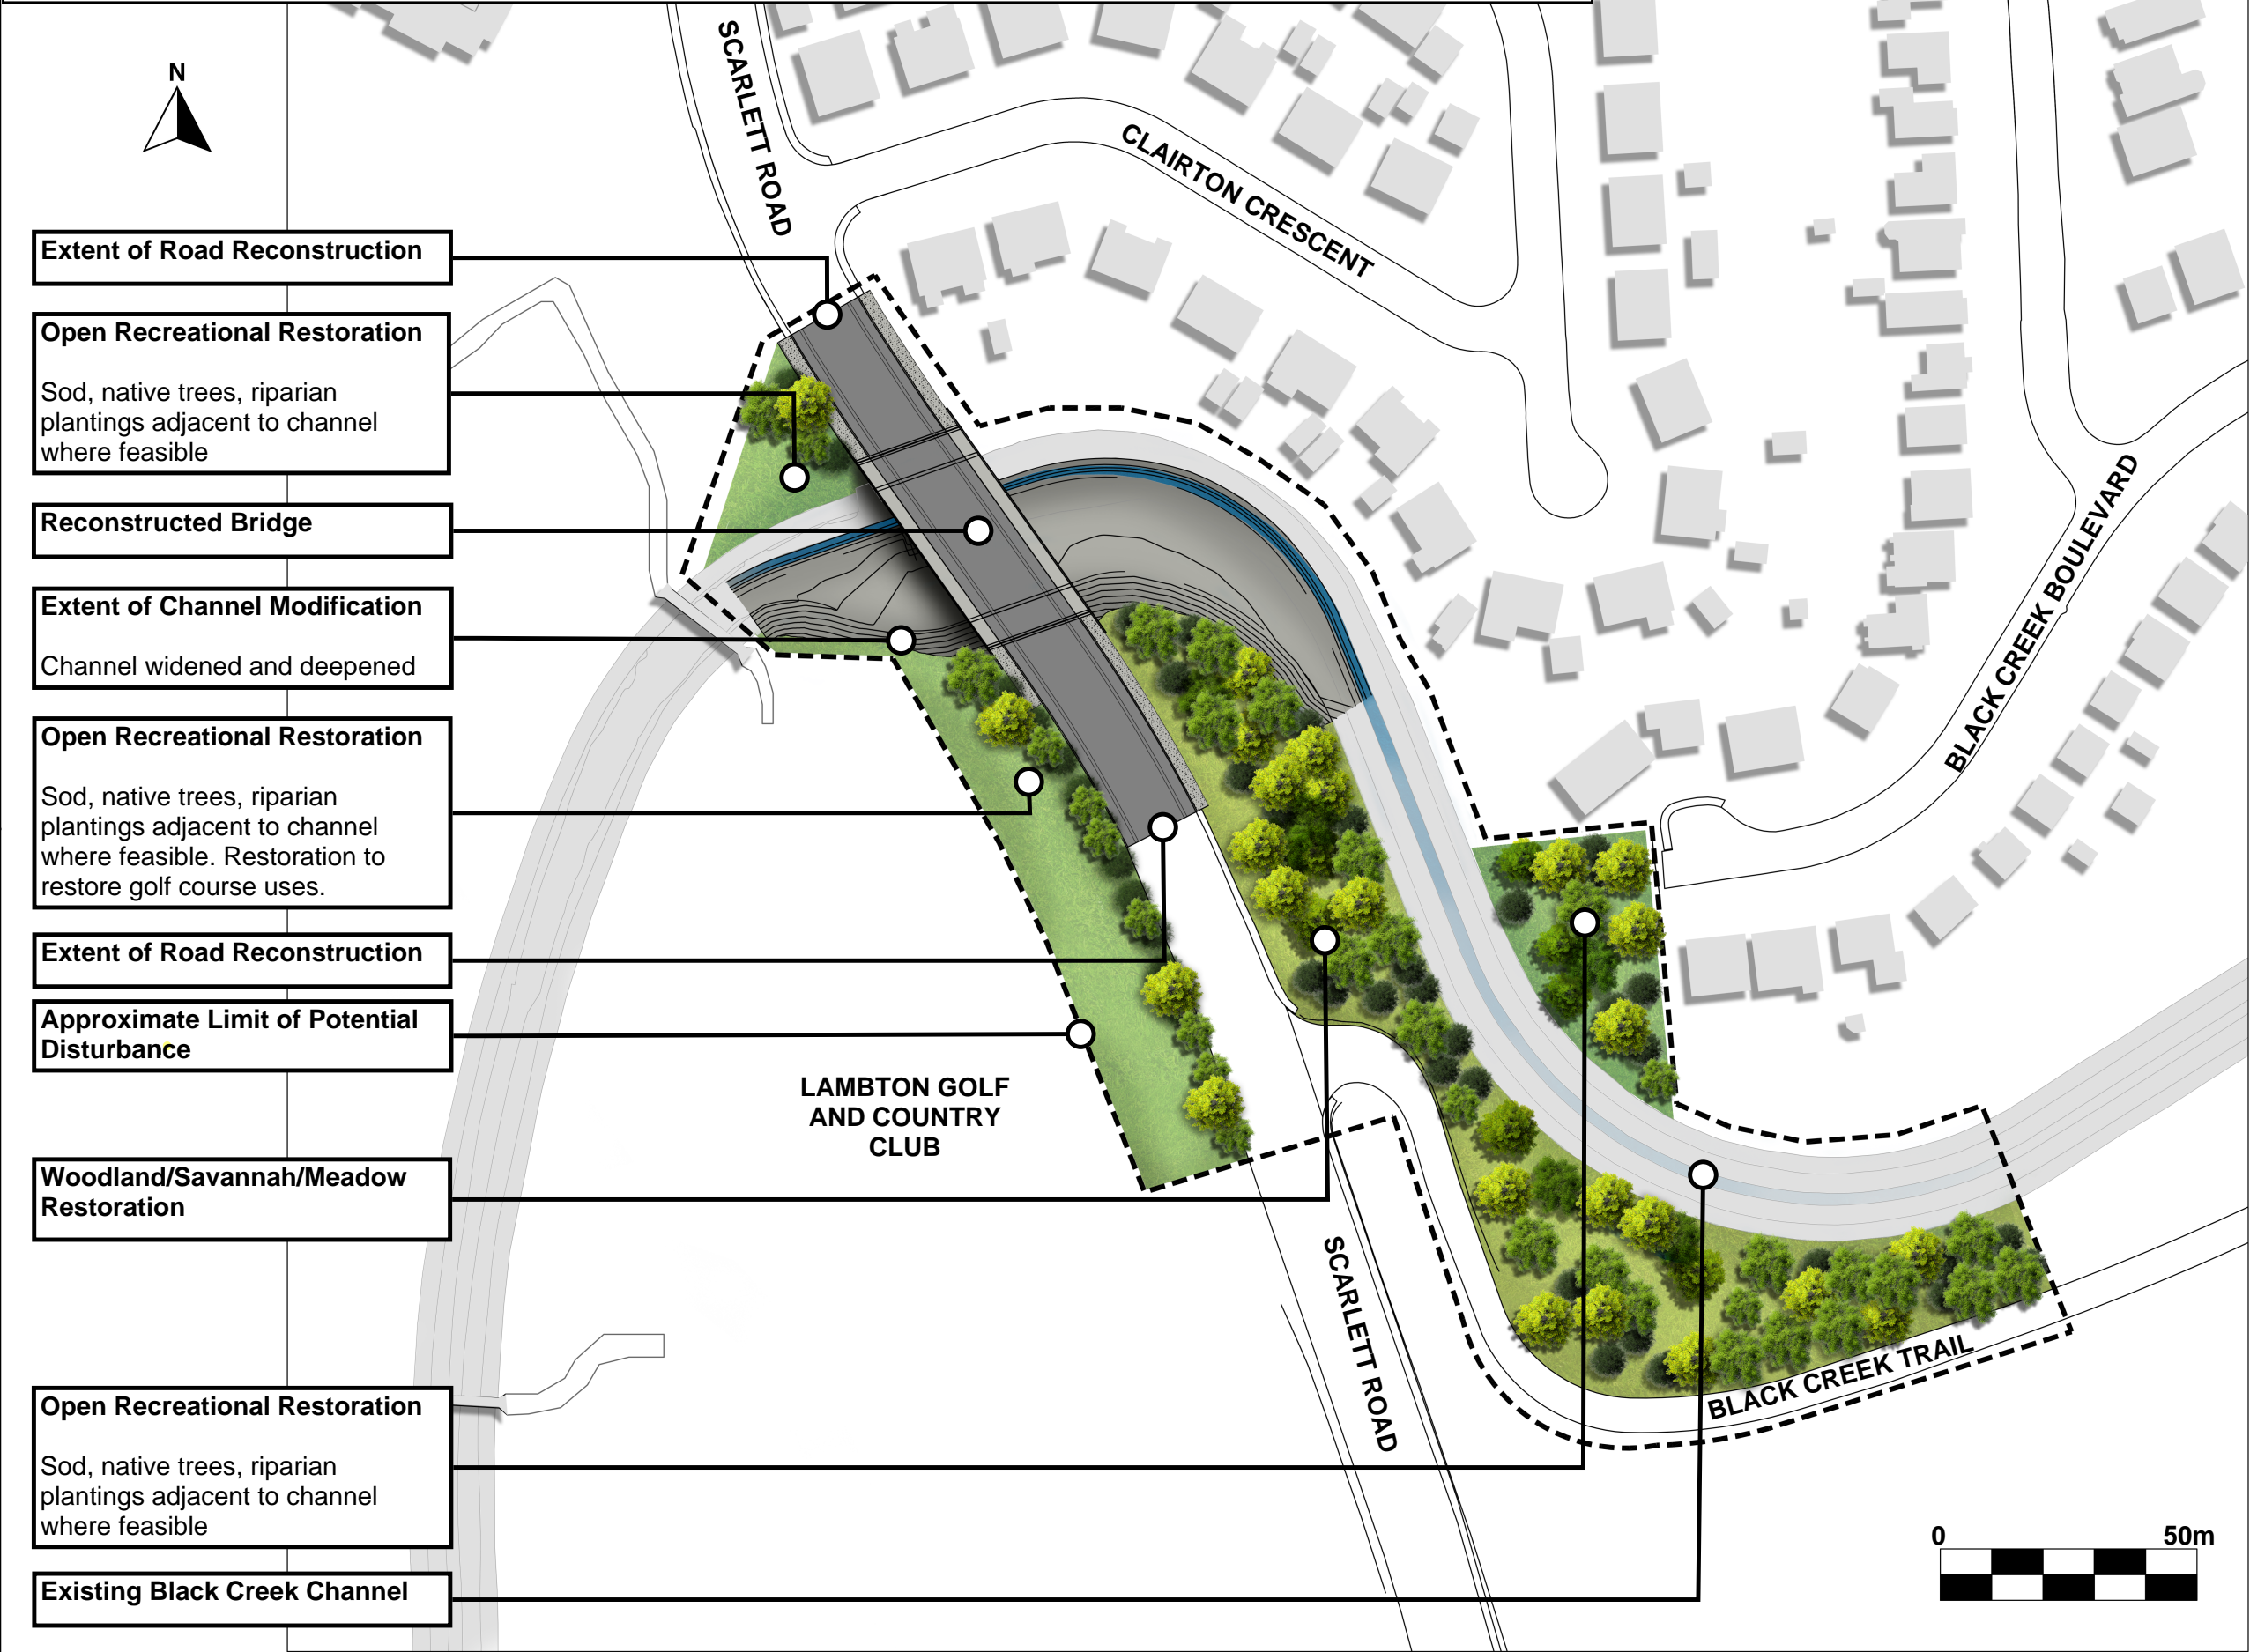 N
SCARLETT ROAD
CLAIRTON CRESCENT
Extent of Road Reconstruction
Open Recreational Restoration
Sod, native trees, riparian
plantings adjacent to channel
where feasible
Reconstructed Bridge
Extent of Channel Modification
Channel widened and deepened
Open Recreational Restoration
Sod, native trees, riparian
plantings adjacent to channel
where feasible. Restoration to
restore golf course uses.
Extent of Road Reconstruction
Approximate Limit of Potential
Disturbance
Woodland/Savannah/Meadow
Restoration
Open Recreational Restoration
Sod, native trees, riparian
plantings adjacent to channel
where feasible
Existing Black Creek Channel
BLACK CREEK BOULEVARD
LAMBTON GOLF
AND COUNTRY
CLUB
SCARLETT ROAD
BLACK CREEK TRAIL
0 50m